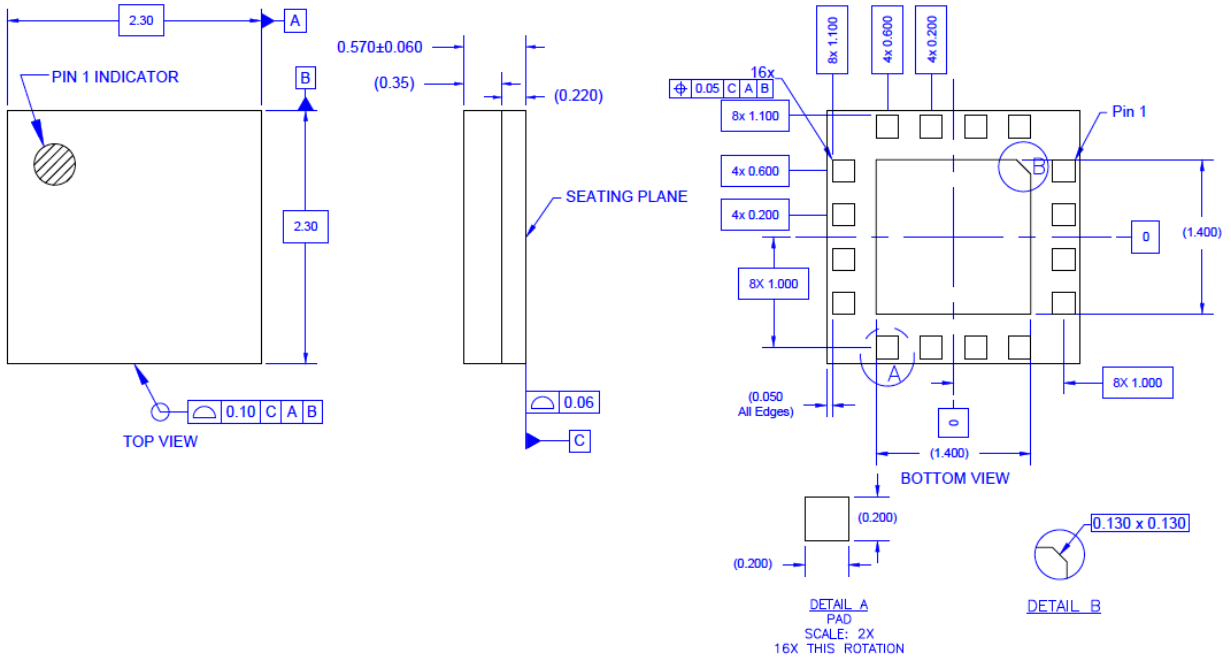 2.30
A
PIN 1 INDICATOR
B
2.30
0.10 C A B
TOP VIEW
0.570±0.060
(0.35)
(0.220)
SEATING PLANE
0.06
C
8x 1.100
4x 0.600
4x 0.200
16x
0.05 C A B
8x 1.100
Pin 1
4x 0.600
B
4x 0.200
0
(1.400)
8X 1.000
A
8X 1.000
(0.050
All Edges)
0
(1.400)
BOTTOM VIEW
(0.200)
(0.200)
0.130 x 0.130
DETAIL A
PAD
SCALE: 2X
16X THIS ROTATION
DETAIL B